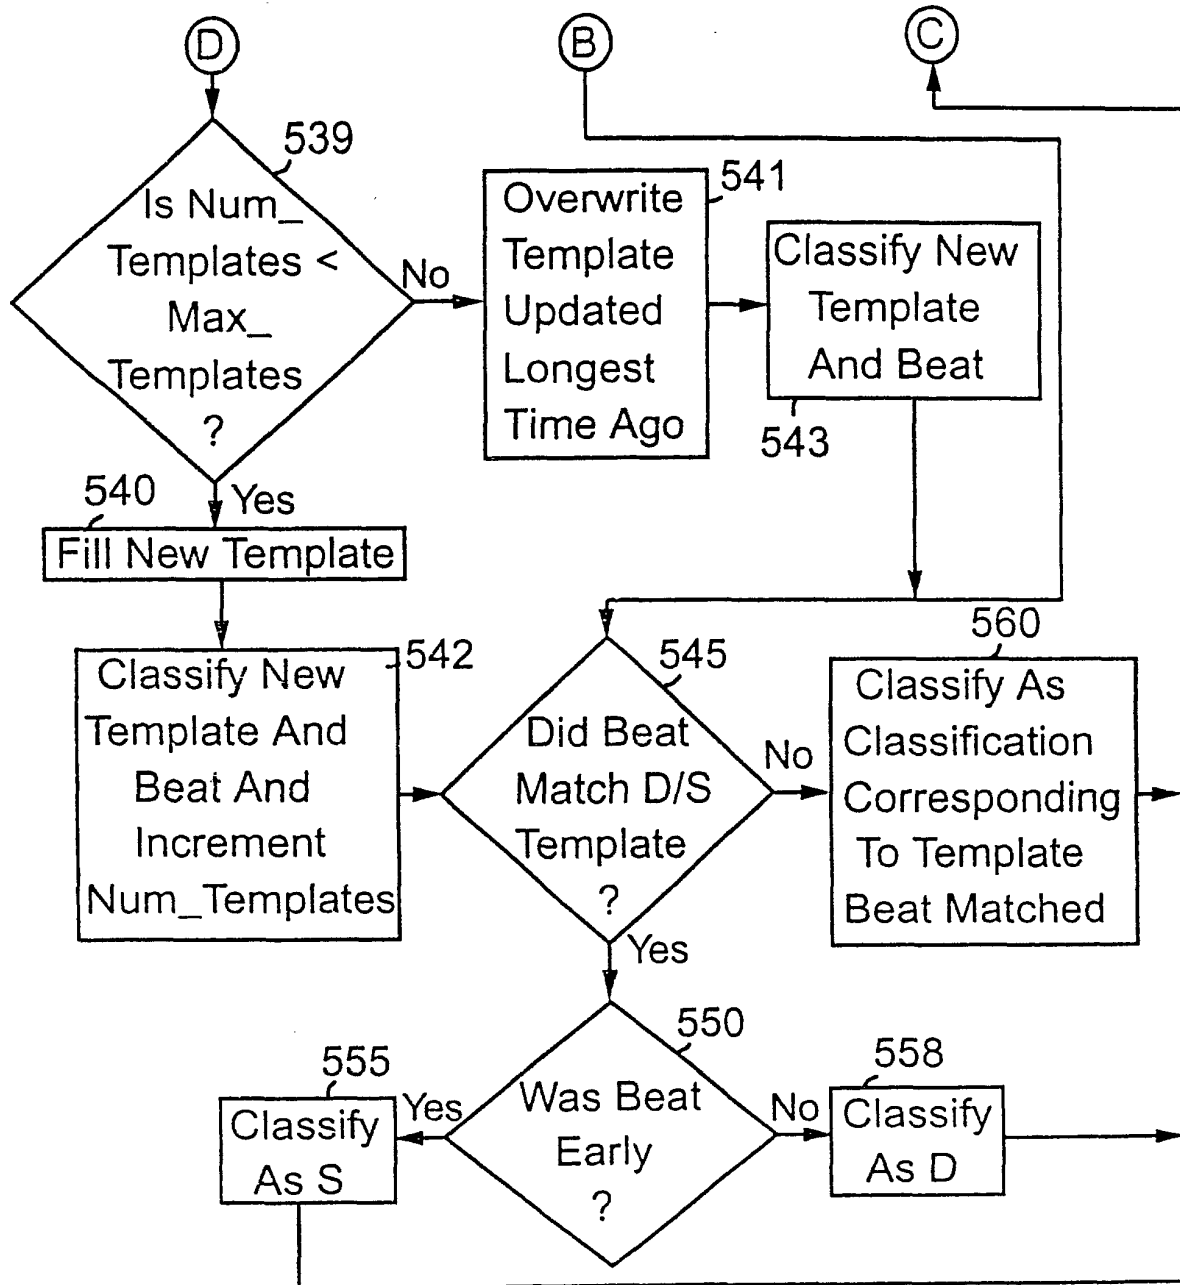 D
B
C
539
Is Num_
Templates <
Max_
Templates
?
No
Yes
541
Overwrite
Template
Updated
Longest
Time Ago
Classify New
Template
And Beat
543
540
Fill New Template
542
Classify New
Template And
Beat And
Increment
Num_Templates
545
Did Beat
Match D/S
Template
?
No
Yes
560
Classify As
Classification
Corresponding
To Template
Beat Matched
550
Was Beat
Early
?
Yes
No
555
Classify
As S
558
Classify
As D